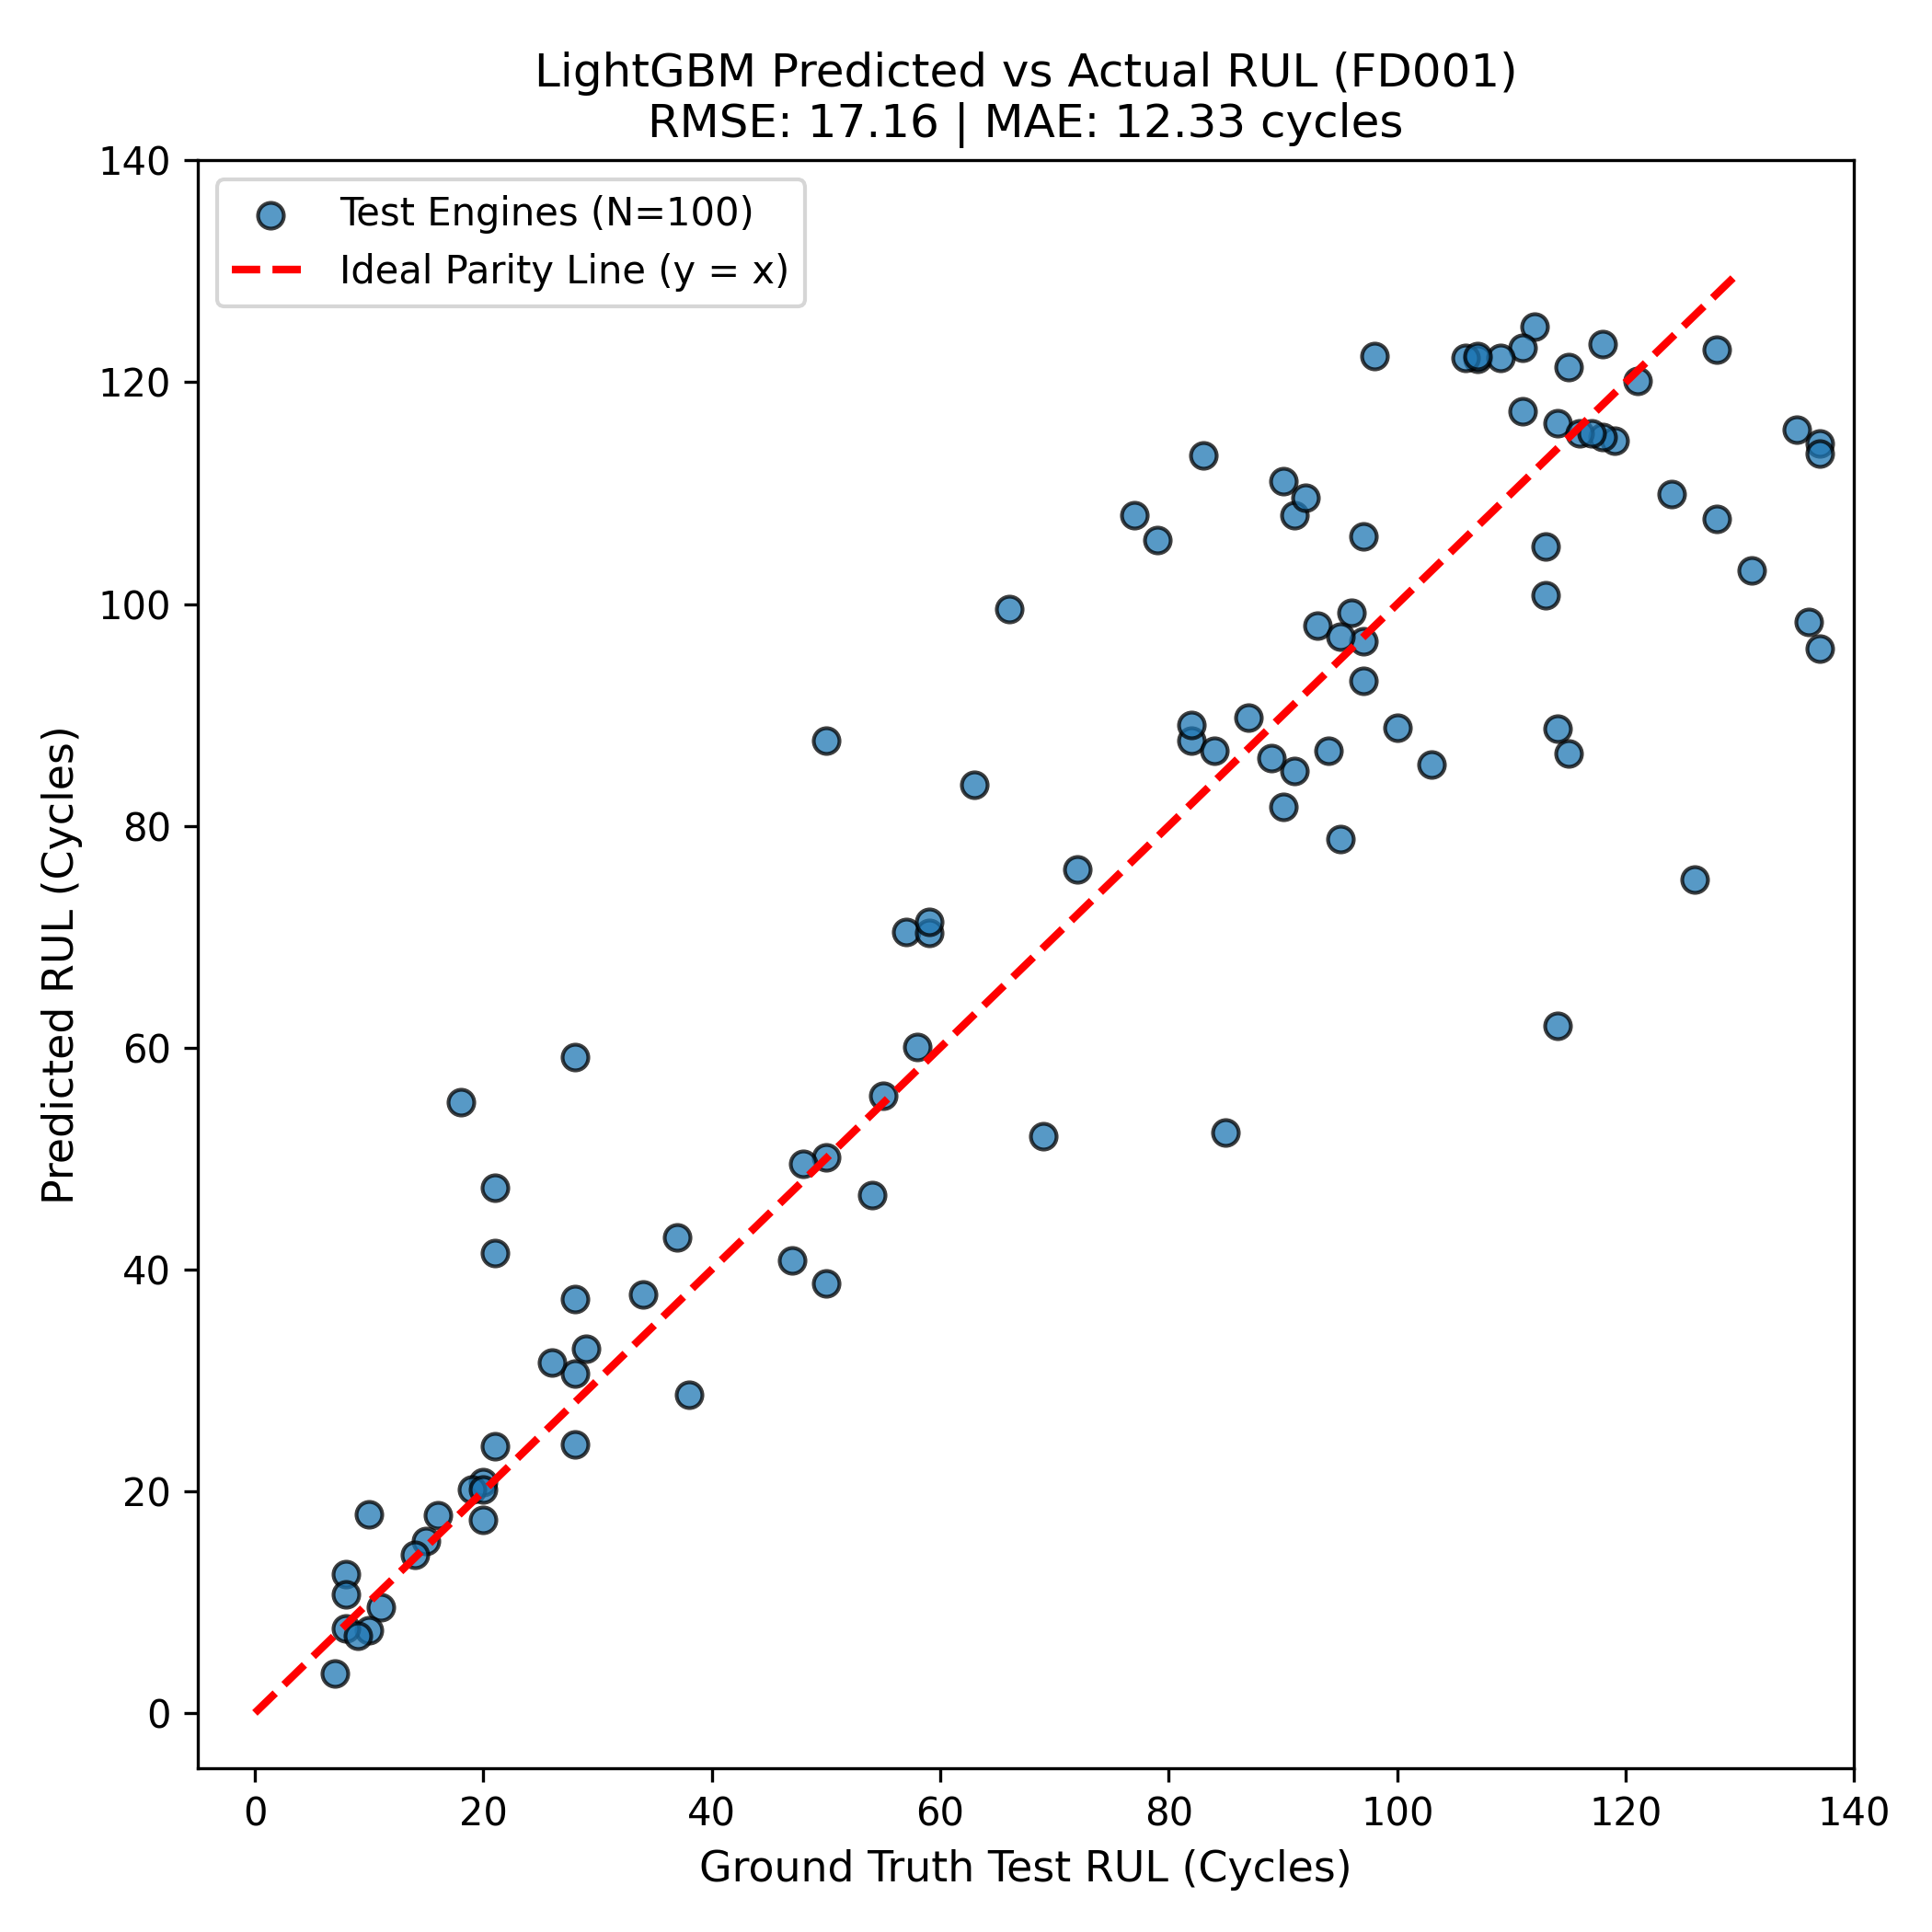 LightGBM Predicted vs Actual RUL (FD001)
RMSE: 17.16 | MAE: 12.33 cycles
Test Engines (N=100)
Ideal Parity Line (y = x)
Predicted RUL (Cycles)
140
120
100
80
60
40
20
0
0 20 40 60 80 100 120 140
Ground Truth Test RUL (Cycles)